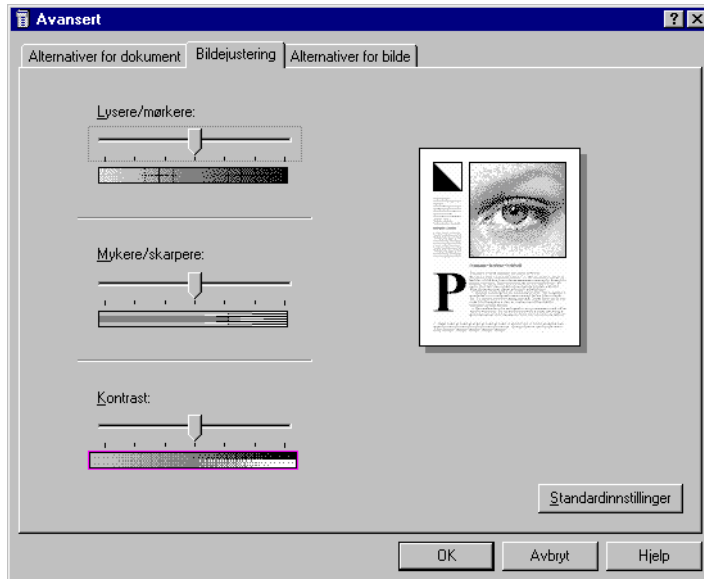 Avansert
Alternativer for dokument
Bildejustering
Alternativer for bilde
Lysere/mørkere:
Mykere/skarpere:
Kontrast:
P
Standardinnstillinger
OK
Avbryt
Hjelp